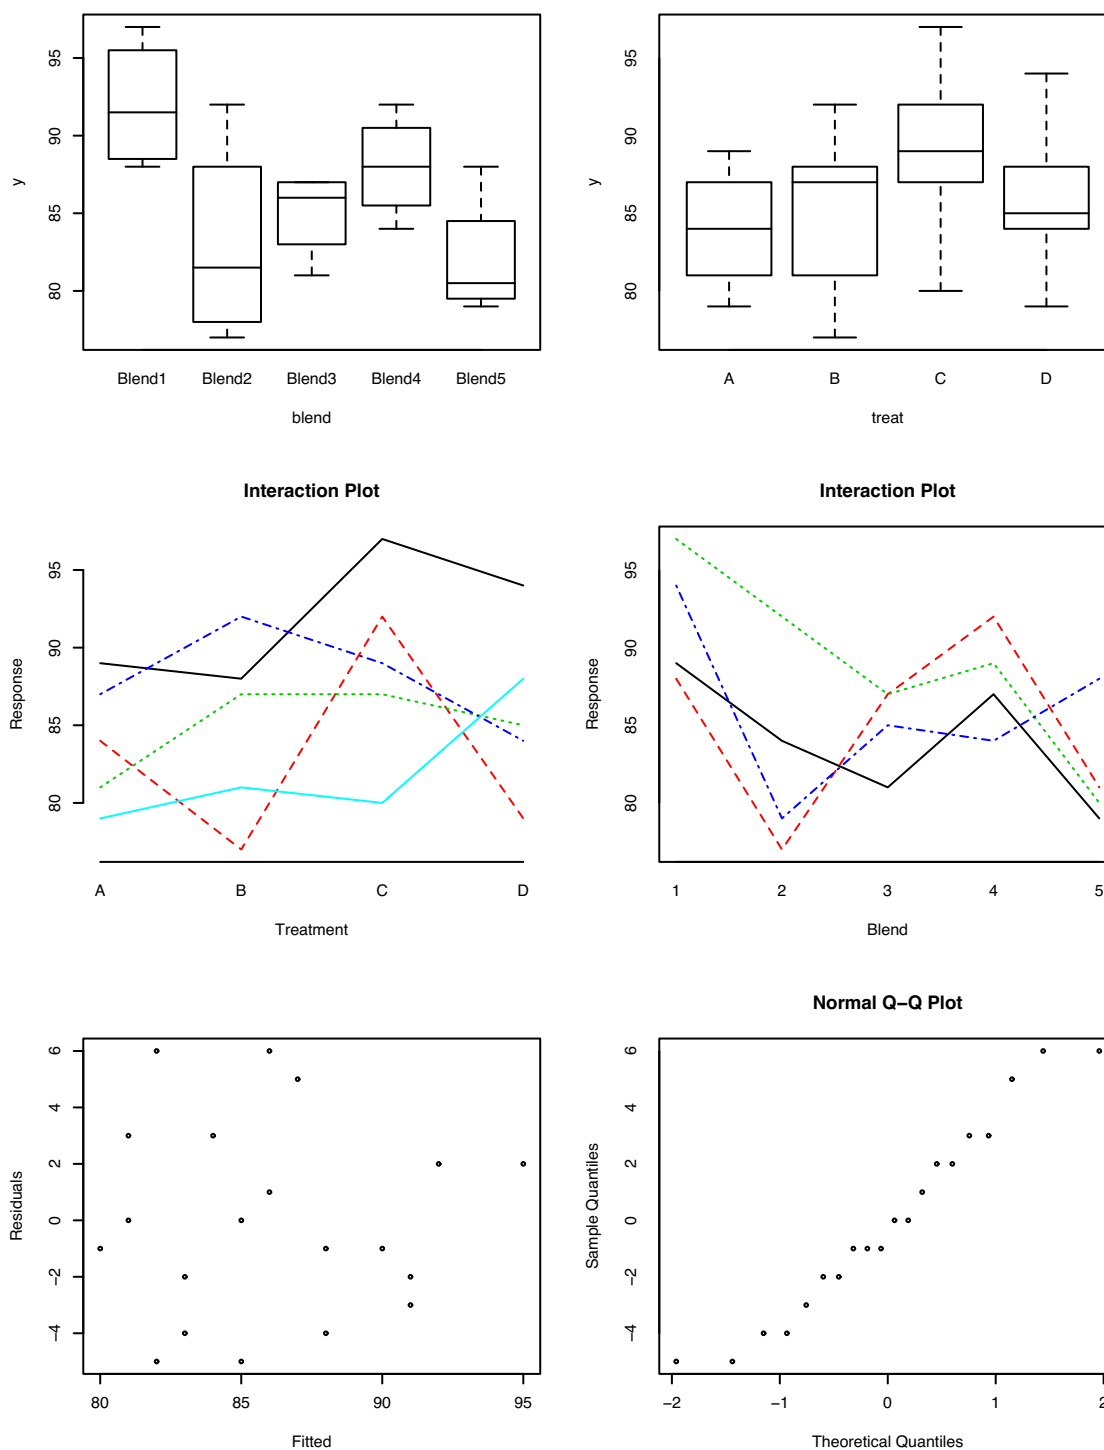 95
90
85
80
y
Blend1 Blend2 Blend3 Blend4 Blend5
blend
95
90
85
80
y
A B C D
treat
Interaction Plot
95
90
85
80
Response
A B C D
Treatment
Interaction Plot
95
90
85
80
Response
1 2 3 4 5
Blend
6
4
2
0
−2
−4
Residuals
80 85 90 95
Fitted
Normal Q−Q Plot
6
4
2
0
−2
−4
Sample Quantiles
−2 −1 0 1 2
Theoretical Quantiles